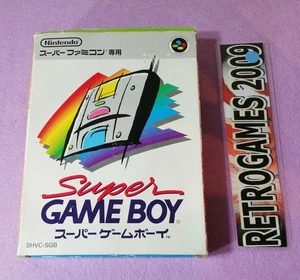 Nintendo
スーパーファミコン専用
Super
GAME BOY
スーパーゲームボーイ
SHVC-SGB
RETROGAMES 2009